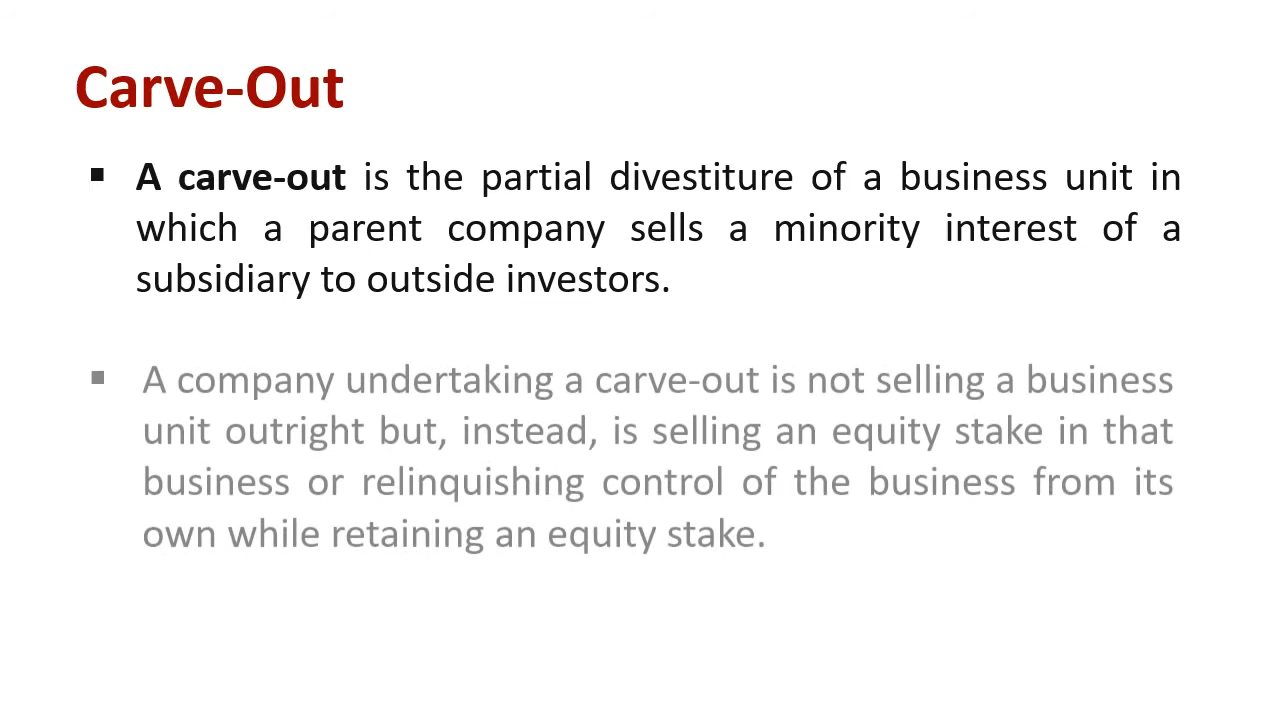 Carve-Out
▪ A carve-out is the partial divestiture of a business unit in
which a parent company sells a minority interest of a
subsidiary to outside investors.
▪ A company undertaking a carve-out is not selling a business
unit outright but, instead, is selling an equity stake in that
business or relinquishing control of the business from its
own while retaining an equity stake.